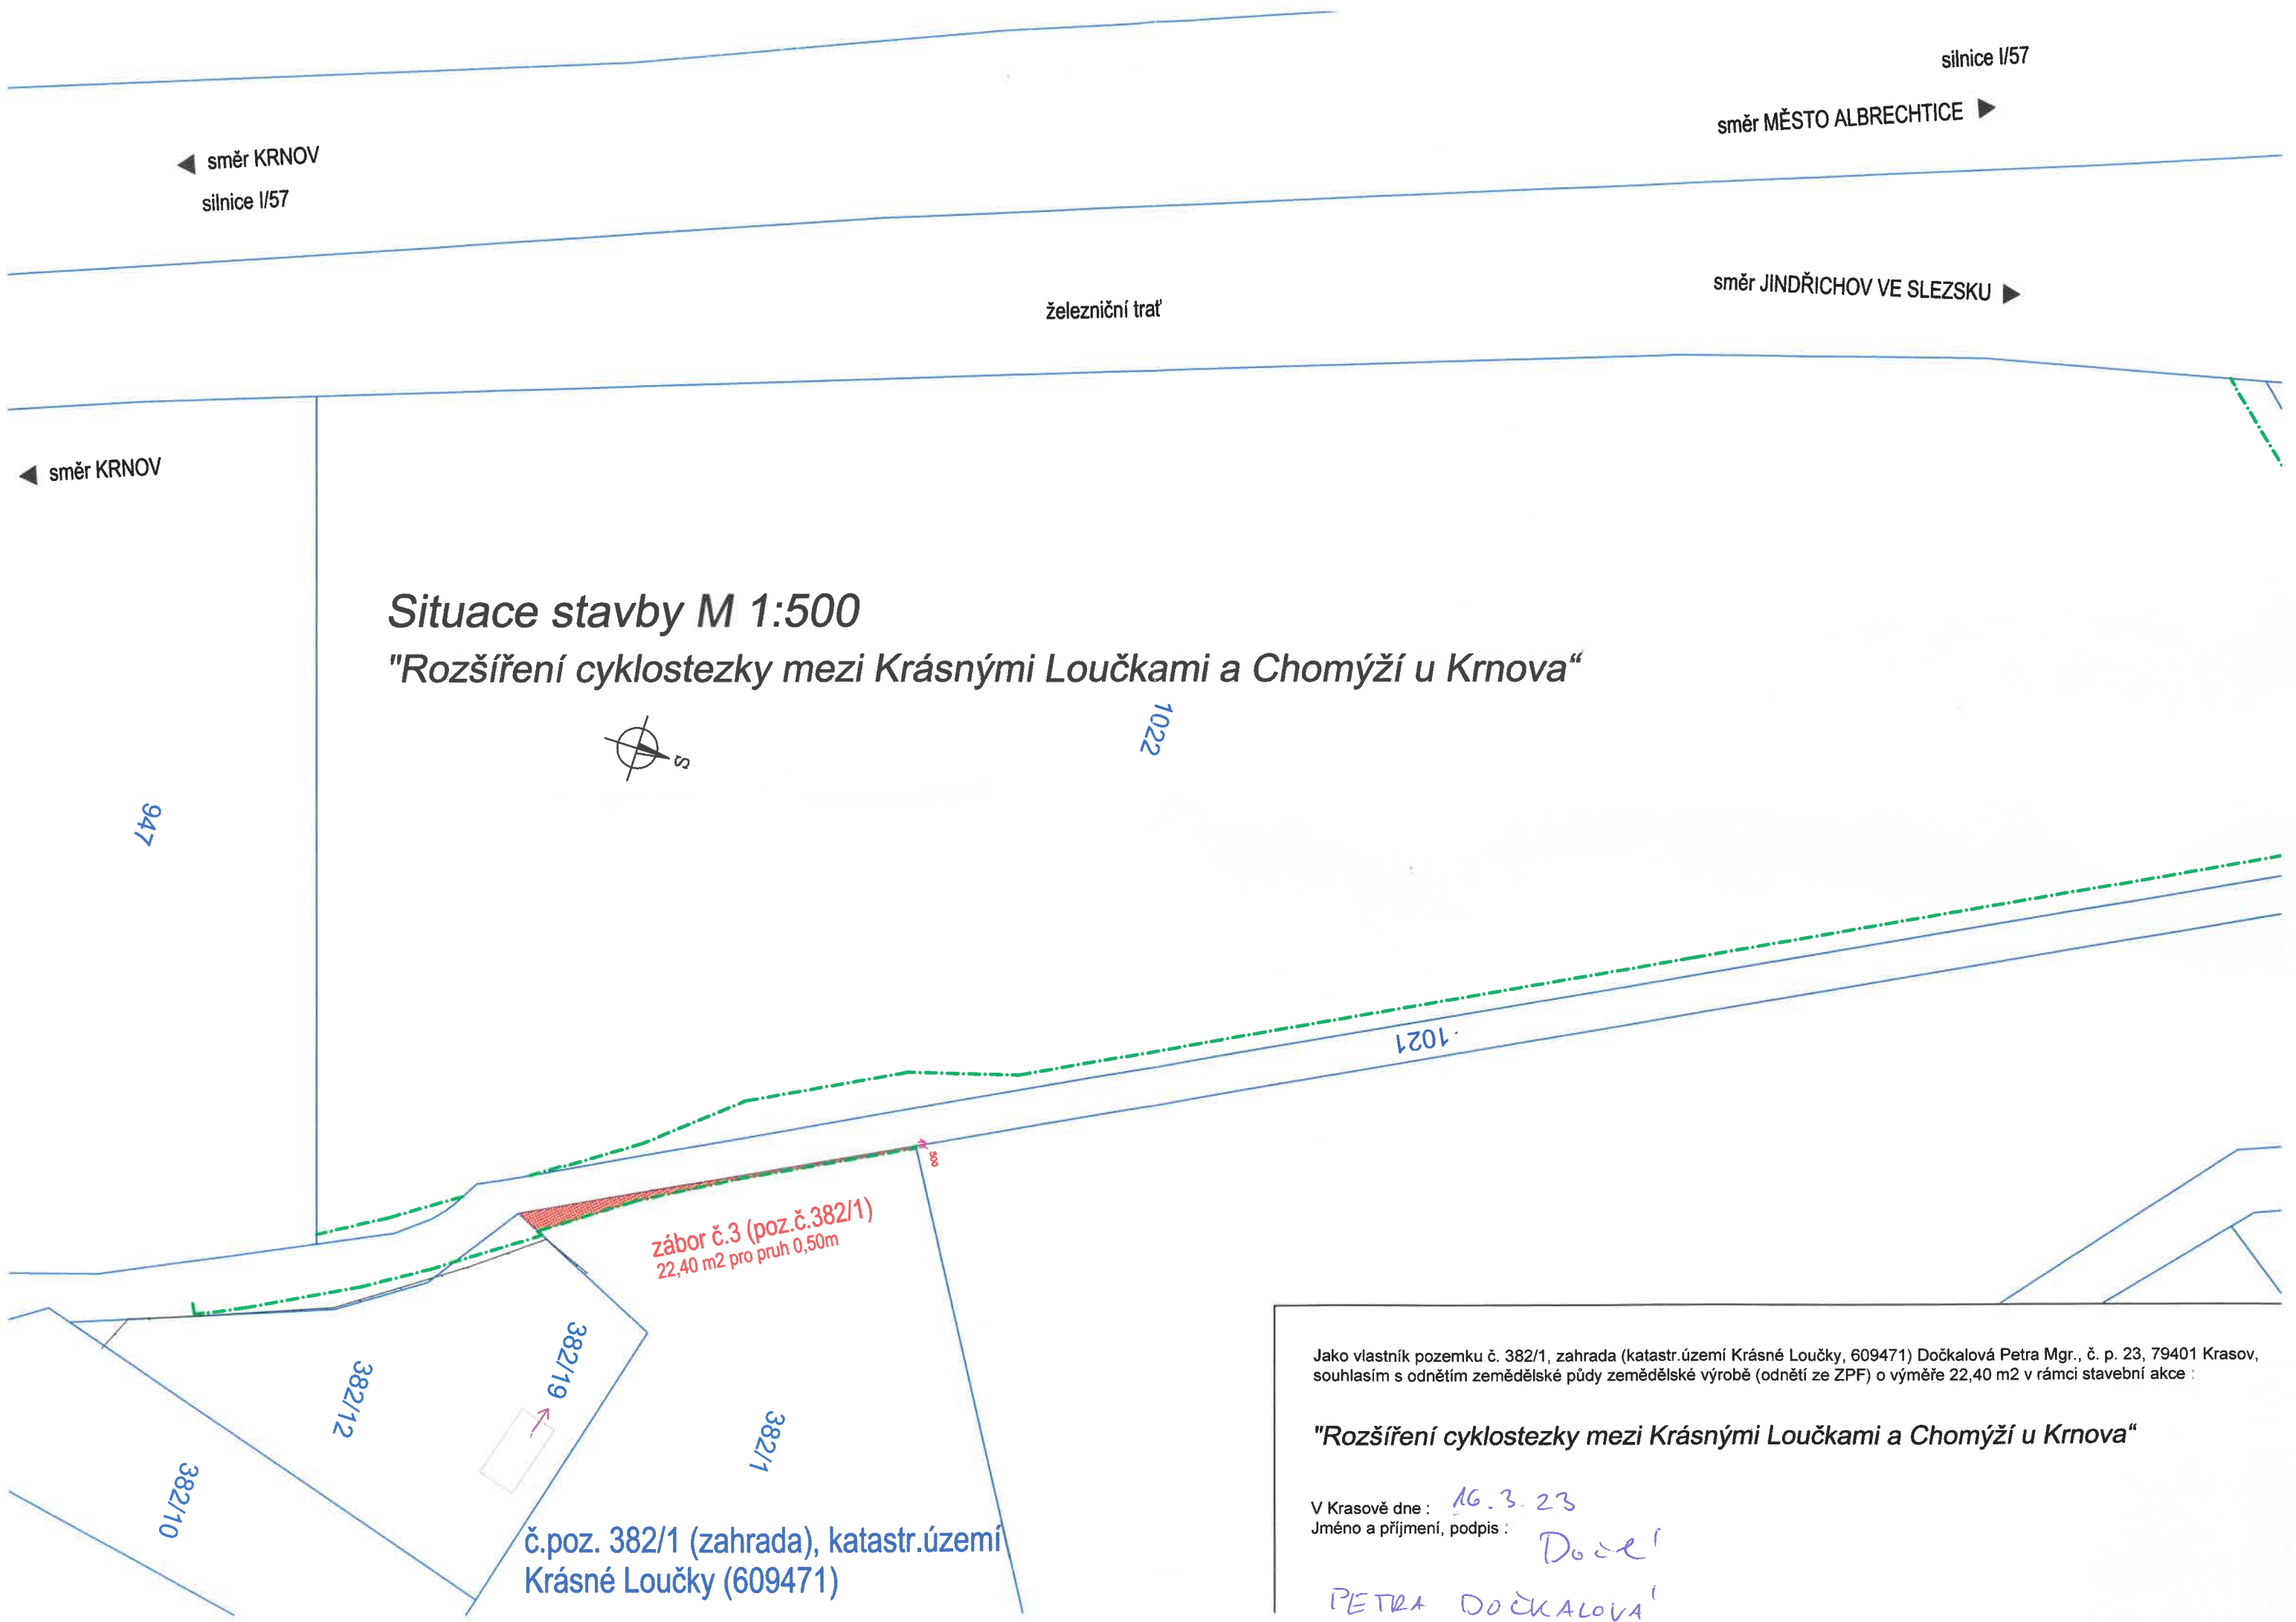 silnice I/57
směr MĚSTO ALBRECHTICE
směr KRNOV
silnice I/57
směr JINDŘICHOV VE SLEZSKU
železniční trať
směr KRNOV
Situace stavby M 1:500
"Rozšíření cyklostezky mezi Krásnými Loučkami a Chomýží u Krnova“
S
1022
947
1021
500
zábor č.3 (poz.č.382/1)
22,40 m2 pro pruh 0,50m
382/19
382/12
382/1
382/10
č.poz. 382/1 (zahrada), katastr.území
Krásné Loučky (609471)
Jako vlastník pozemku č. 382/1, zahrada (katastr.území Krásné Loučky, 609471) Dočkalová Petra Mgr., č. p. 23, 79401 Krasov,
souhlasím s odnětím zemědělské půdy zemědělské výrobě (odnětí ze ZPF) o výměře 22,40 m2 v rámci stavební akce :
"Rozšíření cyklostezky mezi Krásnými Loučkami a Chomýží u Krnova“
V Krasově dne : 16.3.23
Jméno a příjmení, podpis :
PETRA DOČKALOVÁ